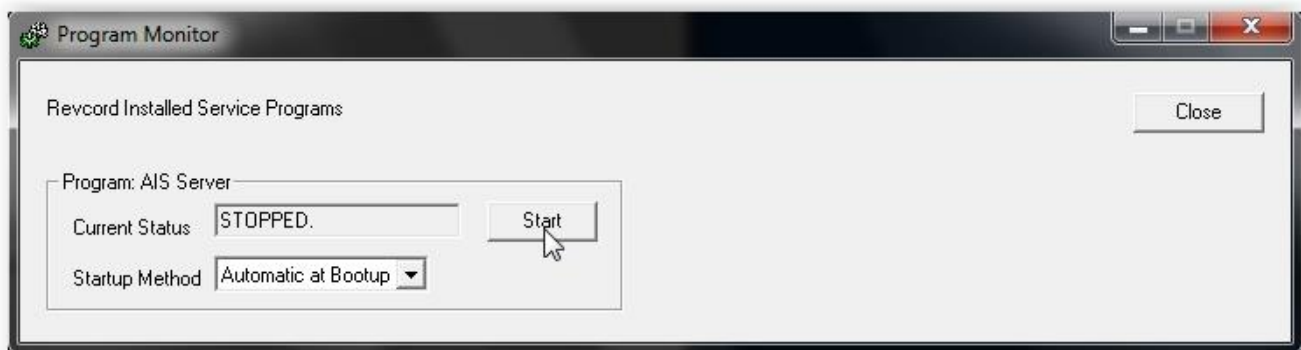 Program Monitor
Revcord Installed Service Programs
Close
Program: AIS Server
Current Status STOPPED. Start
Startup Method Automatic at Bootup